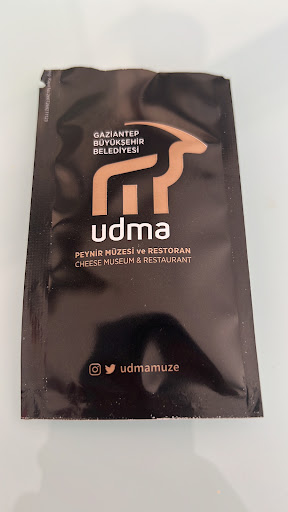 GAZİANTEP
BÜYÜKŞEHİR
BELEDİYESİ
udma
PEYNİR MÜZESİ ve RESTORAN
CHEESE MUSEUM & RESTAURANT
udmamuze